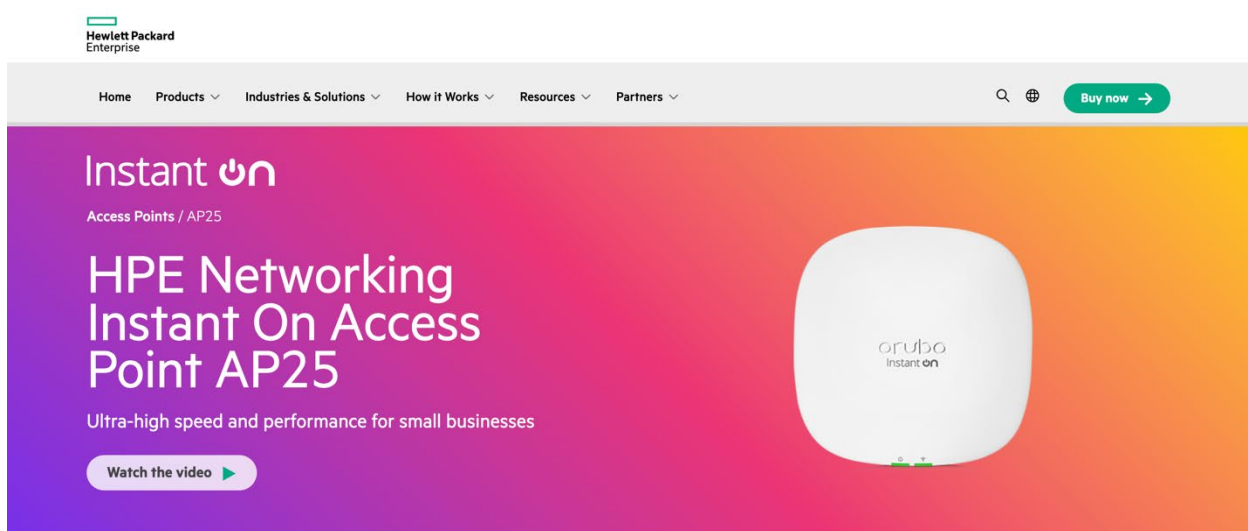 Hewlett Packard
Enterprise
Home Products Industries & Solutions How it Works Resources Partners Buy now
Instant on
Access Points / AP25
HPE Networking
Instant On Access
Point AP25
Ultra-high speed and performance for small businesses
Watch the video
aruba
Instant on